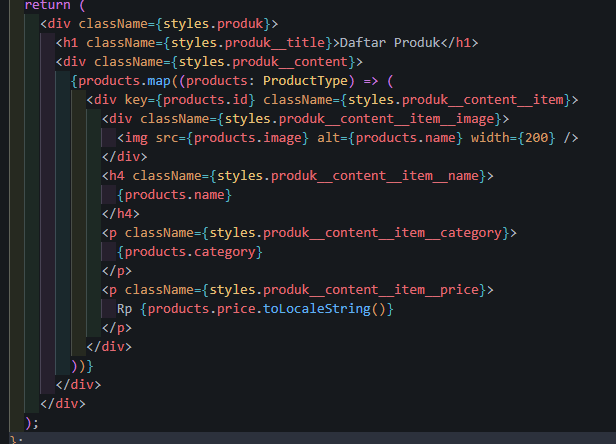 return (
<div className={styles.produk}>
<h1 className={styles.produk__title}>Daftar Produk</h1>
<div className={styles.produk__content}>
{products.map((products: ProductType) => (
<div key={products.id} className={styles.produk__content__item}>
<div className={styles.produk__content__item__image}>
<img src={products.image} alt={products.name} width={200} />
</div>
<h4 className={styles.produk__content__item__name}>
{products.name}
</h4>
<p className={styles.produk__content__item__category}>
{products.category}
</p>
<p className={styles.produk__content__item__price}>
Rp {products.price.toLocaleString()}
</p>
</div>
))}
</div>
</div>
);
};